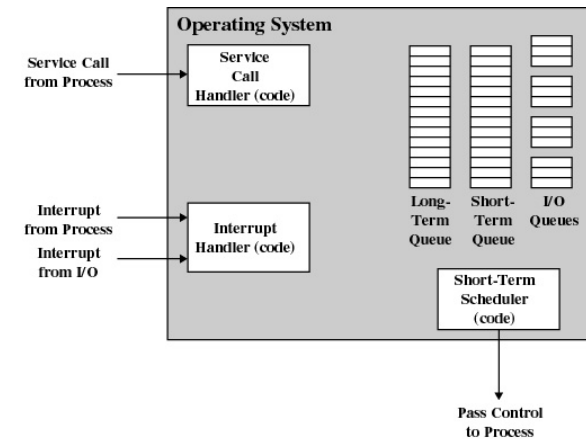 Operating System
Service Call
from Process
Service
Call
Handler (code)
Interrupt
from Process
Interrupt
from I/O
Interrupt
Handler (code)
Long-
Term
Queue
Short-
Term
Queue
I/O
Queues
Short-Term
Scheduler
(code)
Pass Control
to Process